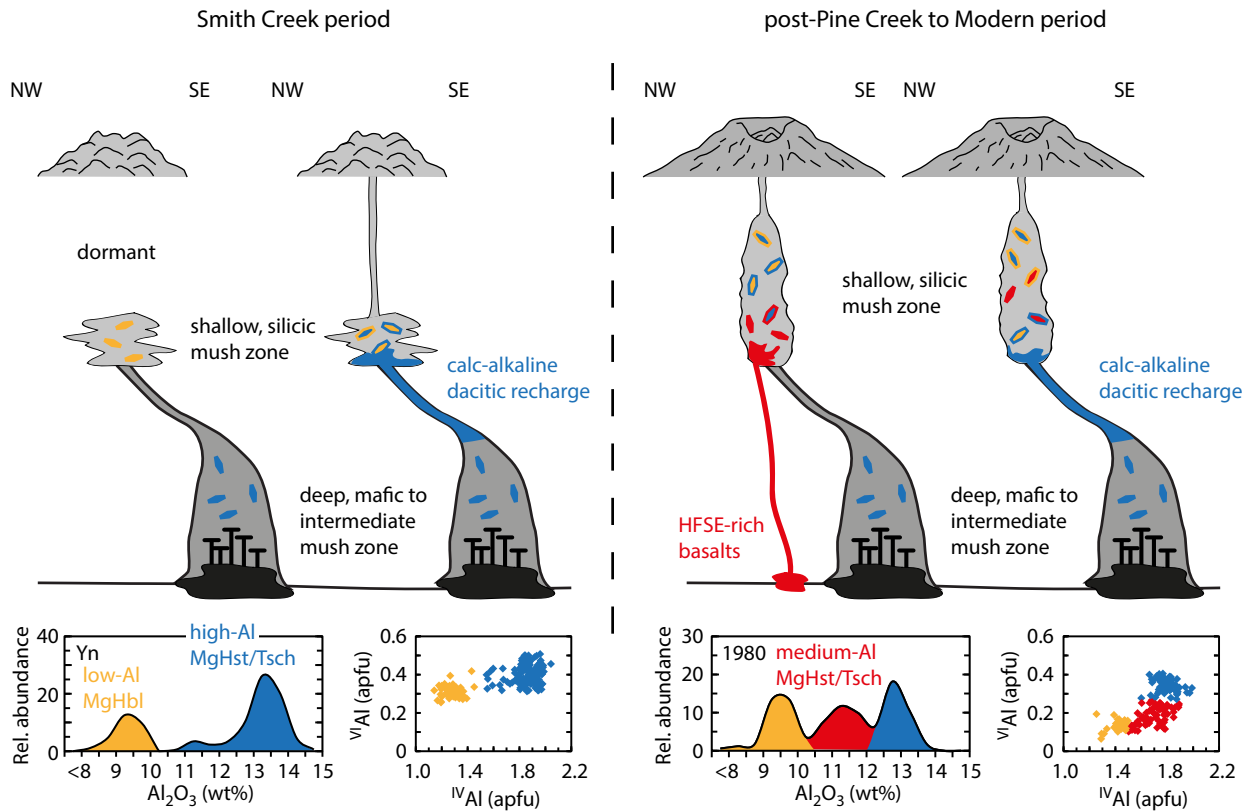 Smith Creek period
post-Pine Creek to Modern period
NW
SE
NW
SE
NW
SE
NW
SE
dormant
shallow, silicic
mush zone
calc-alkaline
dacitic recharge
deep, mafic to
intermediate
mush zone
shallow, silicic
mush zone
calc-alkaline
dacitic recharge
HFSE-rich
basalts
deep, mafic to
intermediate
mush zone
Rel. abundance
40
20
0
Yn
low-Al
MgHbl
high-Al
MgHst/Tsch
<8 9 10 11 12 13 14 15
Al₂O₃ (wt%)
ⱽᴵAl (apfu)
0.6
0.4
0.2
0
1.0 1.4 1.8 2.2
ᴵⱽAl (apfu)
Rel. abundance
30
20
10
0
1980
medium-Al
MgHst/Tsch
<8 9 10 11 12 13 14 15
Al₂O₃ (wt%)
ⱽᴵAl (apfu)
0.6
0.4
0.2
0
1.0 1.4 1.8 2.2
ᴵⱽAl (apfu)